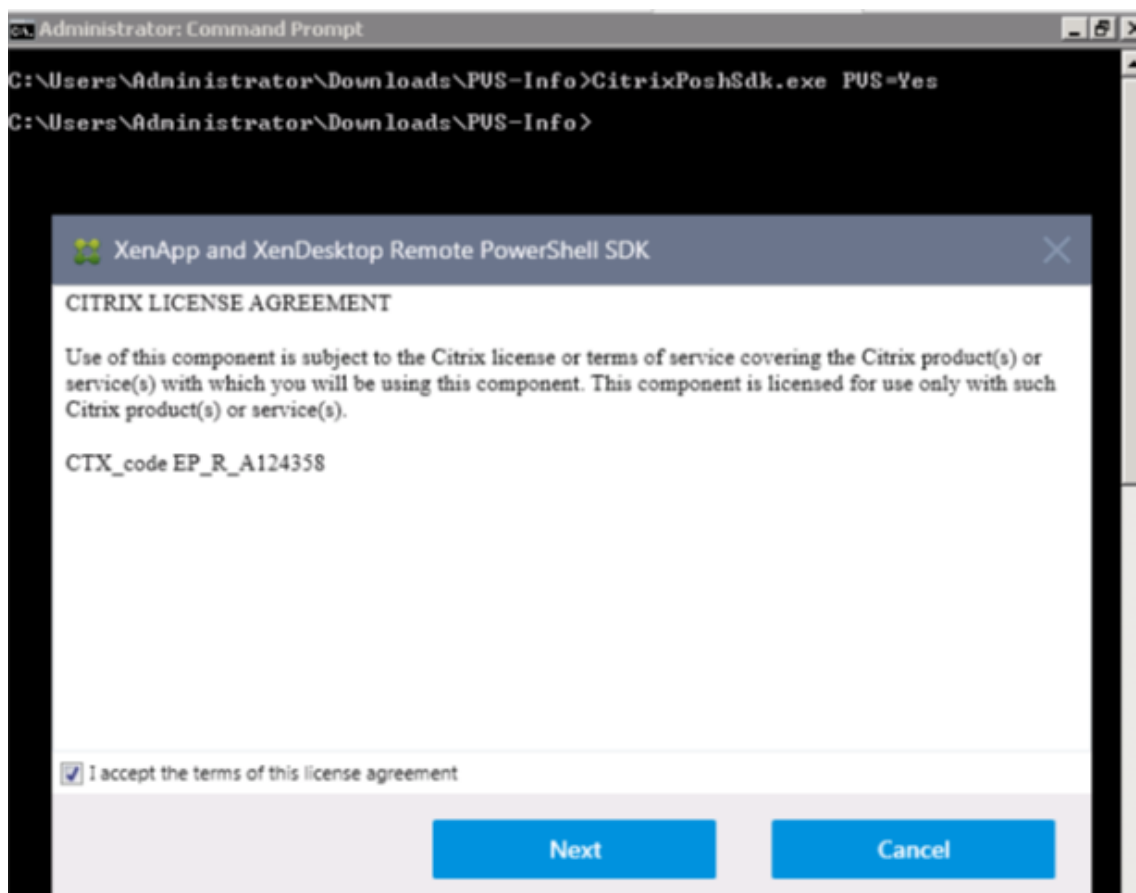 Administrator: Command Prompt
C:\Users\Administrator\Downloads\PVS-Info>CitrixPoshSdk.exe PVS=Yes
C:\Users\Administrator\Downloads\PVS-Info>
XenApp and XenDesktop Remote PowerShell SDK
CITRIX LICENSE AGREEMENT
Use of this component is subject to the Citrix license or terms of service covering the Citrix product(s) or
service(s) with which you will be using this component. This component is licensed for use only with such
Citrix product(s) or service(s).
CTX_code EP_R_A124358
I accept the terms of this license agreement
Next
Cancel